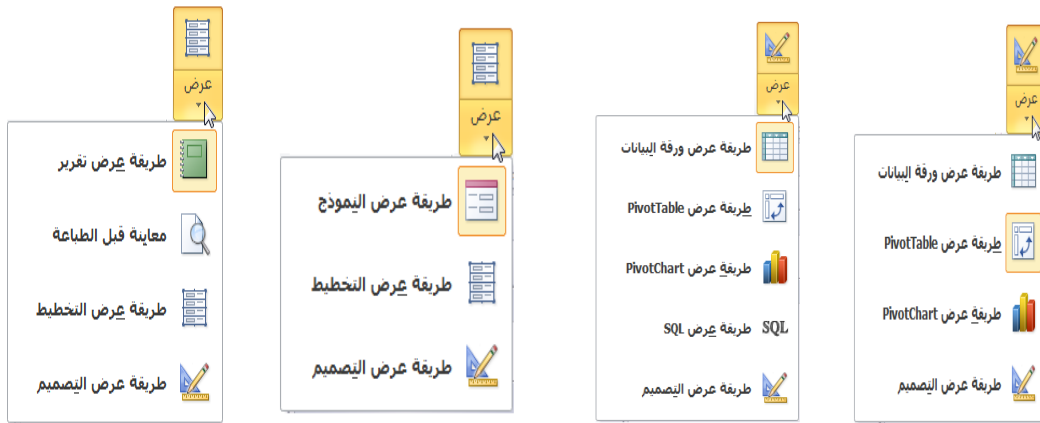 عرض
طريقة عرض ورقة البيانات
طريقة عرض PivotTable
طريقة عرض PivotChart
طريقة عرض التصميم
عرض
طريقة عرض ورقة البيانات
طريقة عرض PivotTable
طريقة عرض PivotChart
طريقة عرض SQL SQL
طريقة عرض التصميم
عرض
طريقة عرض النموذج
طريقة عرض التخطيط
طريقة عرض التصميم
عرض
طريقة عرض تقرير
معاينة قبل الطباعة
طريقة عرض التخطيط
طريقة عرض التصميم